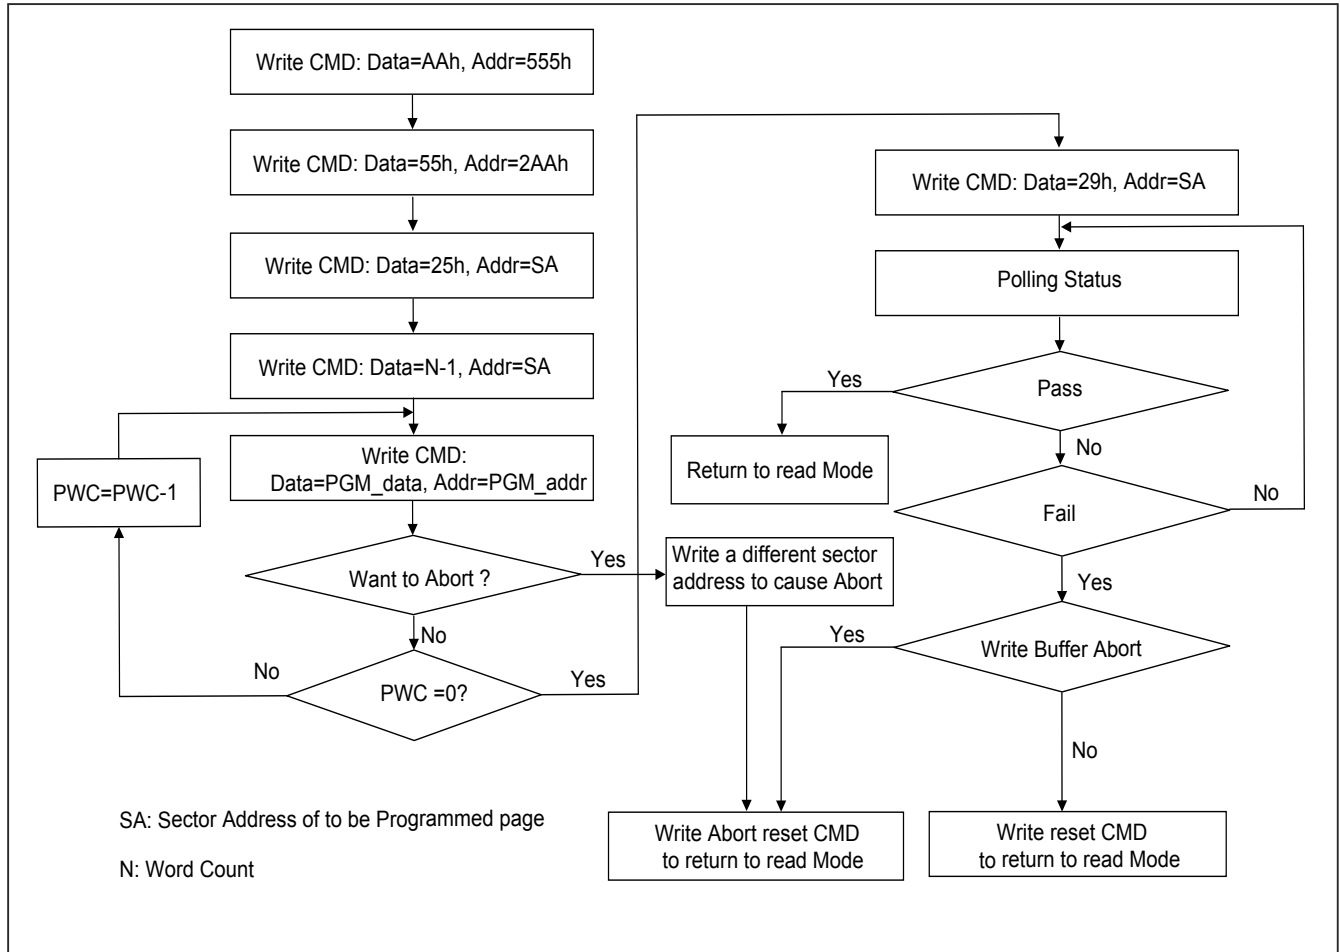 Write CMD: Data=AAh, Addr=555h
Write CMD: Data=55h, Addr=2AAh
Write CMD: Data=25h, Addr=SA
Write CMD: Data=N-1, Addr=SA
Write CMD:
Data=PGM_data, Addr=PGM_addr
PWC=PWC-1
Want to Abort ?
Yes
No
Write a different sector
address to cause Abort
PWC =0?
No
Yes
Write CMD: Data=29h, Addr=SA
Polling Status
Pass
Yes
No
Return to read Mode
Fail
No
Yes
Write Buffer Abort
Yes
No
Write Abort reset CMD
to return to read Mode
Write reset CMD
to return to read Mode
SA: Sector Address of to be Programmed page
N: Word Count